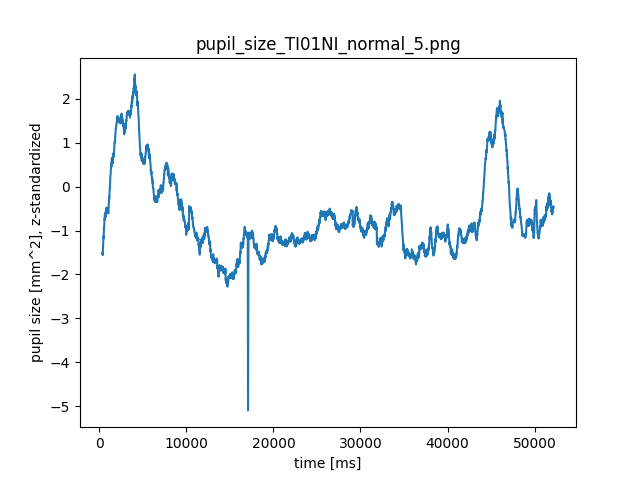 pupil_size_TI01NI_normal_5.png
pupil size [mm^2], z-standardized
2
1
0
−1
−2
−3
−4
−5
0 10000 20000 30000 40000 50000
time [ms]